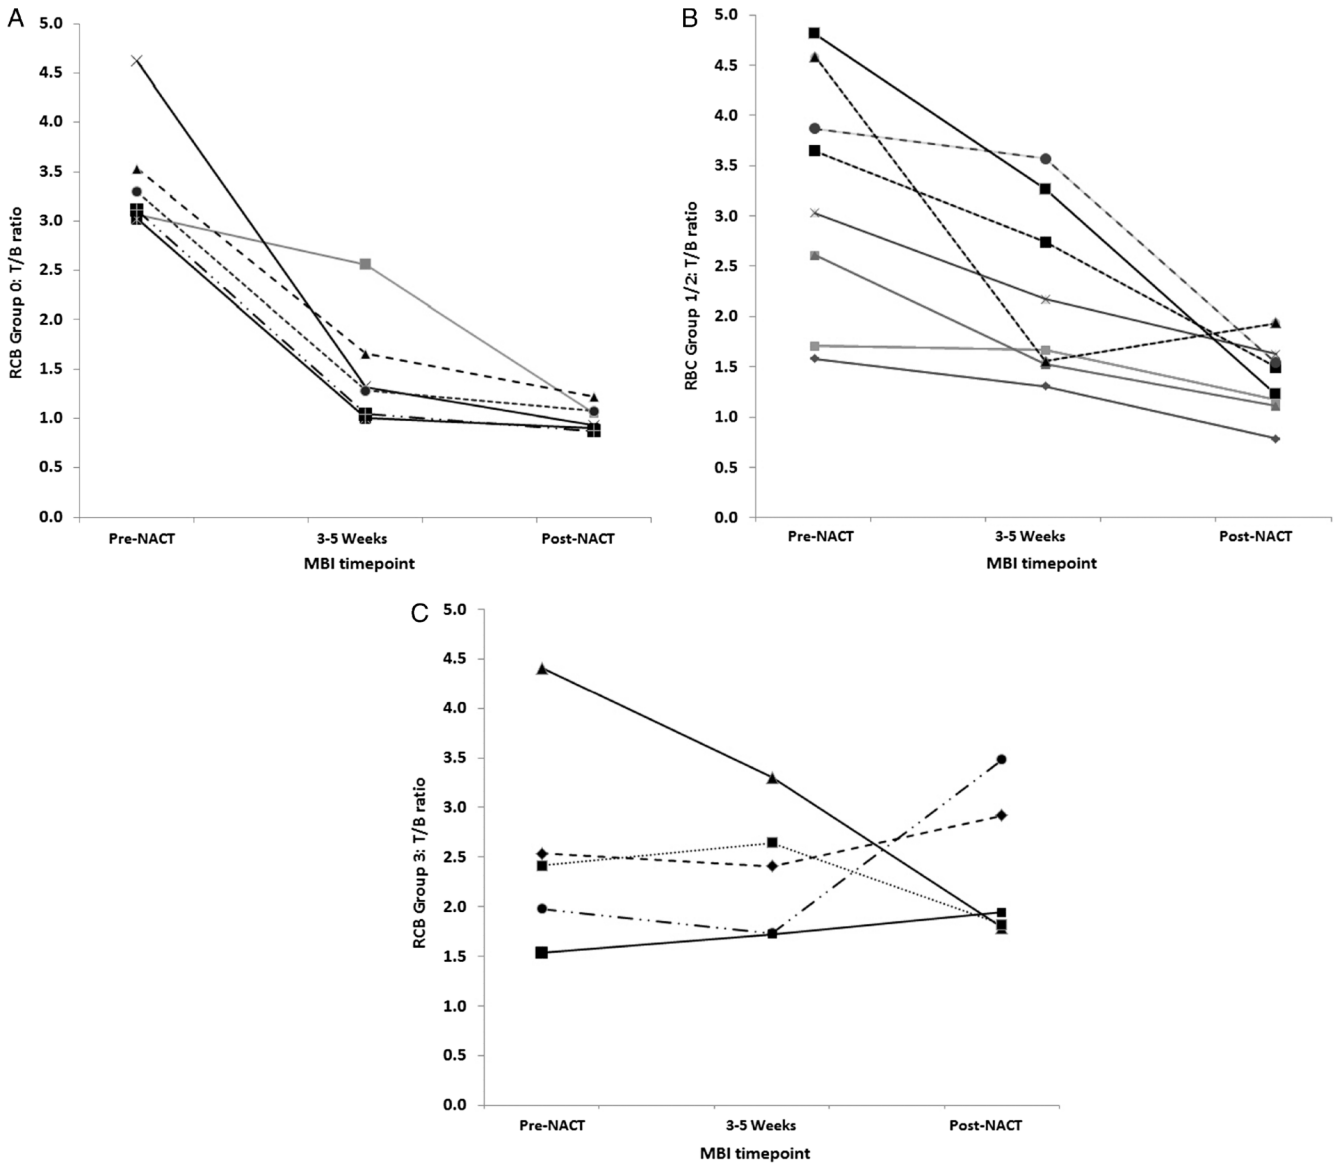 A
5.0
4.5
4.0
3.5
3.0
2.5
2.0
1.5
1.0
0.5
0.0
RCB Group 0: T/B ratio
Pre-NACT 3-5 Weeks Post-NACT
MBI timepoint
B
5.0
4.5
4.0
3.5
3.0
2.5
2.0
1.5
1.0
0.5
0.0
RBC Group 1/2: T/B ratio
Pre-NACT 3-5 Weeks Post-NACT
MBI timepoint
C
5.0
4.5
4.0
3.5
3.0
2.5
2.0
1.5
1.0
0.5
0.0
RCB Group 3: T/B ratio
Pre-NACT 3-5 Weeks Post-NACT
MBI timepoint